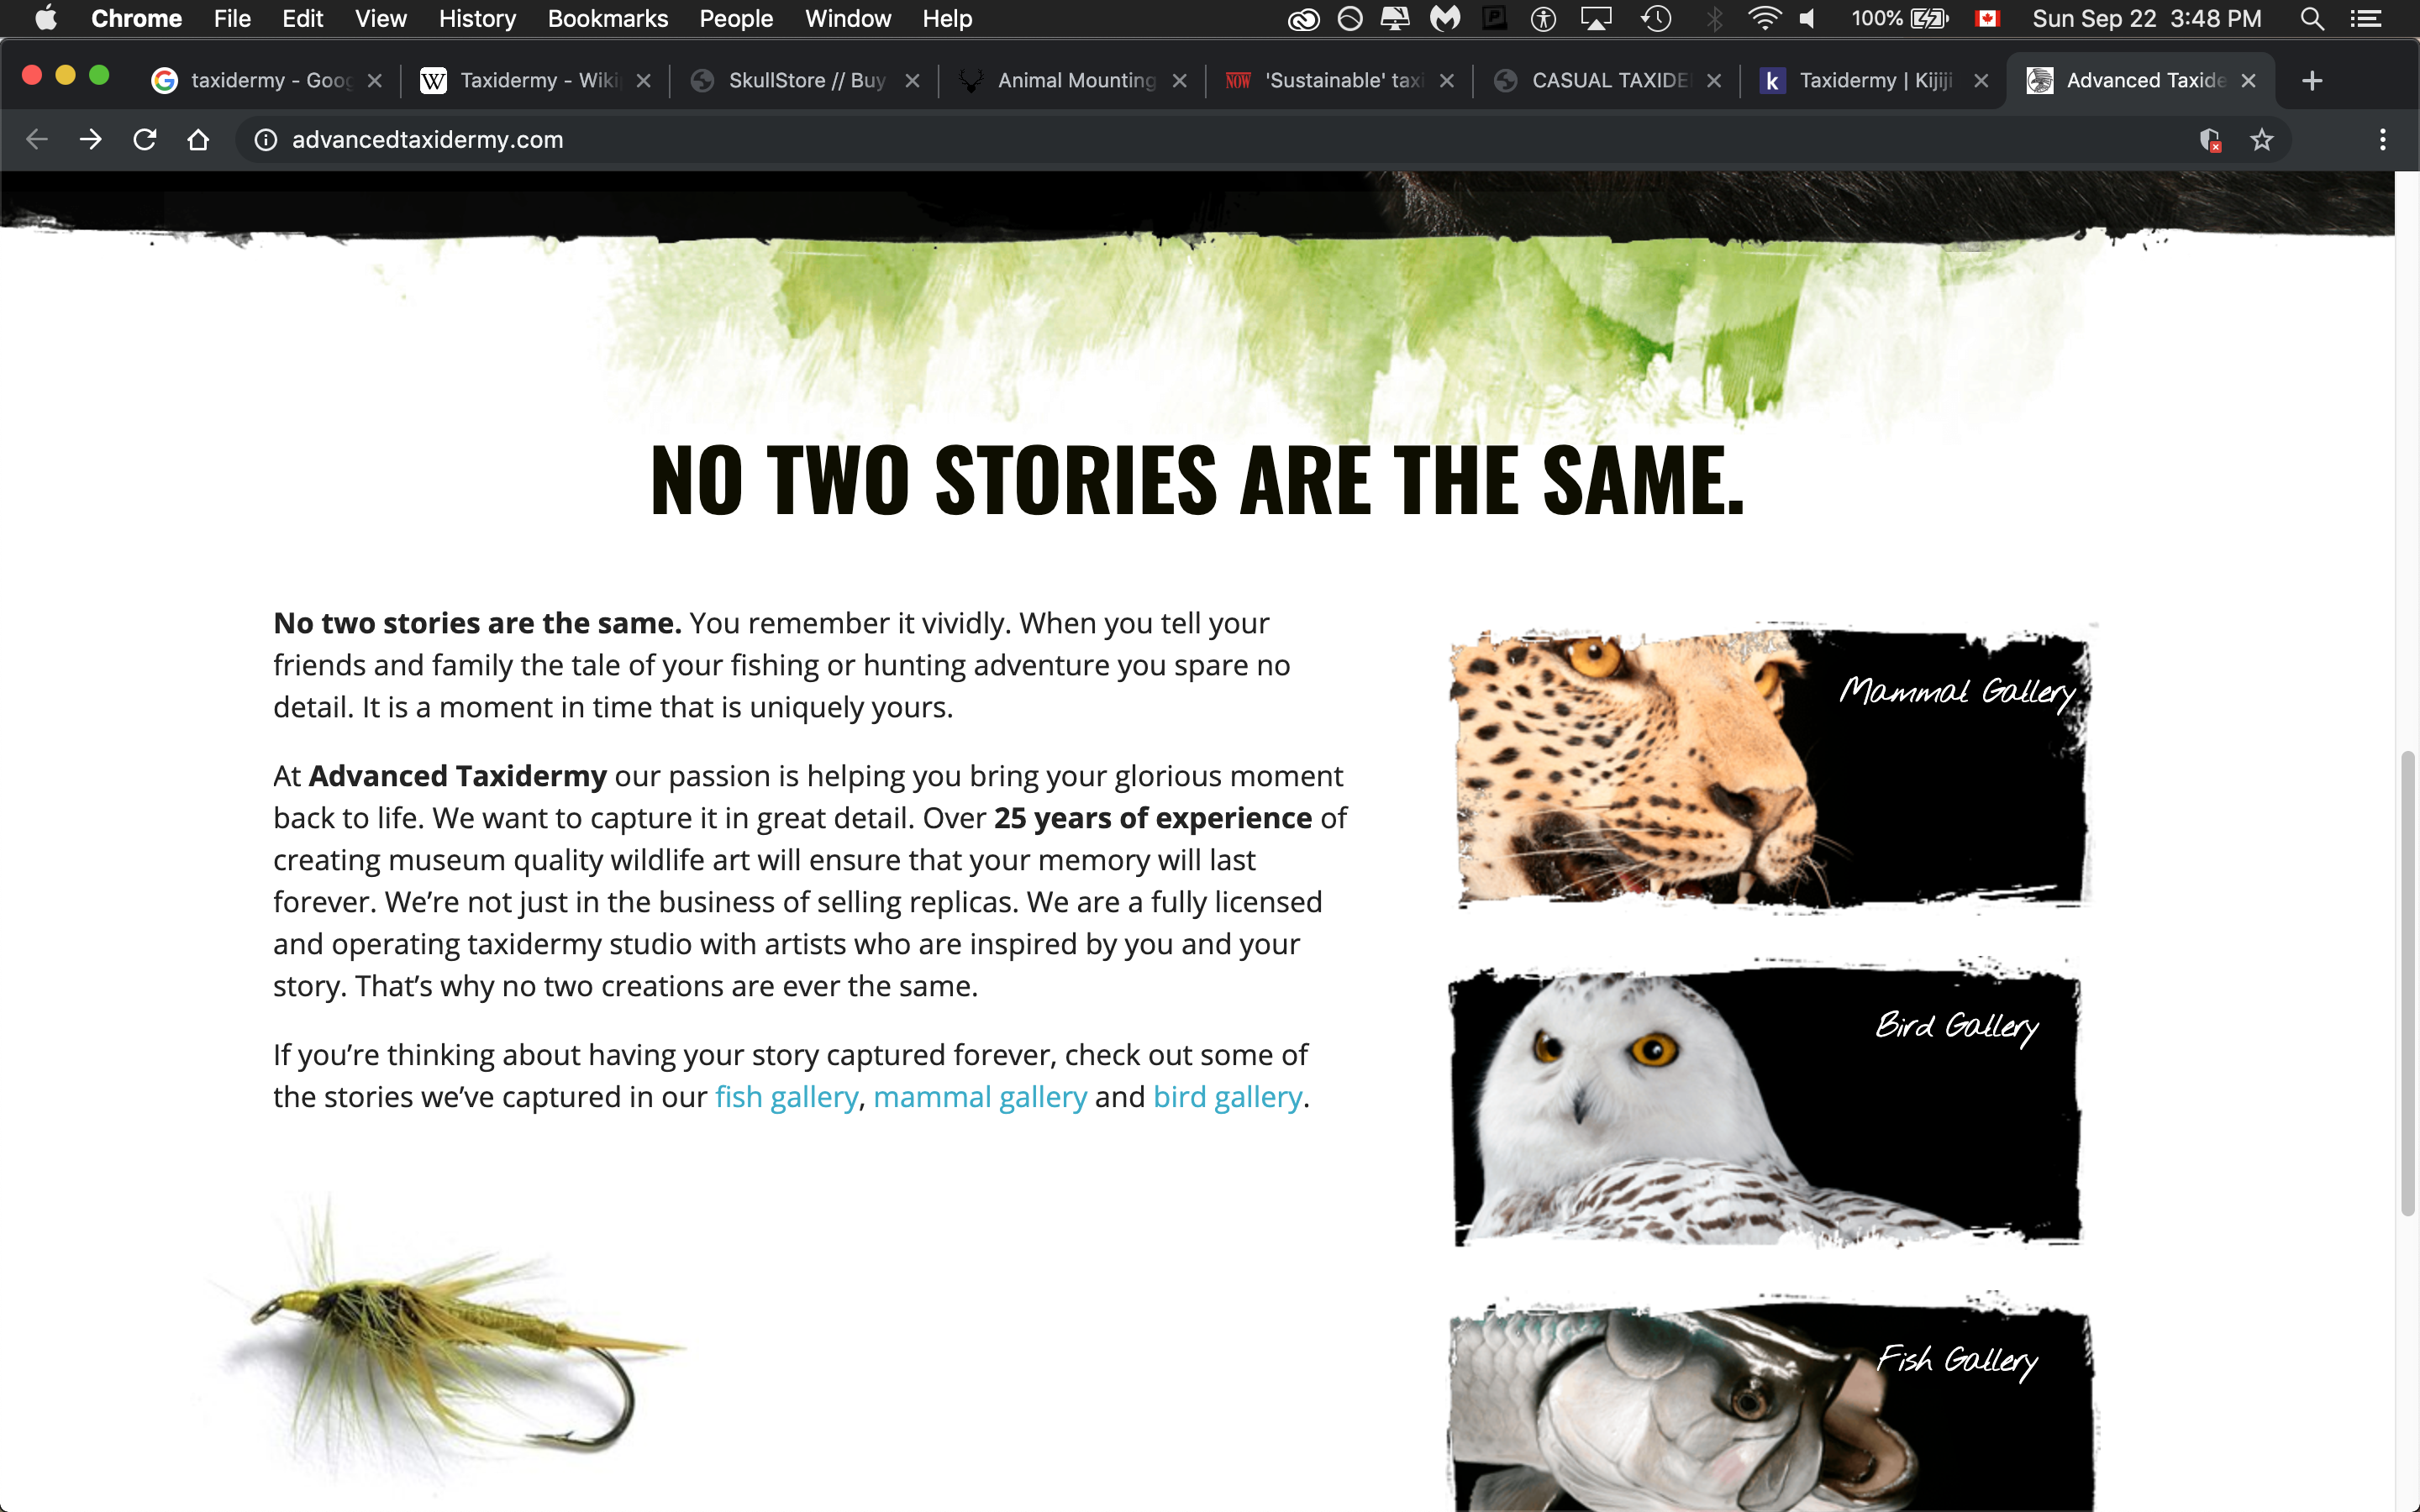 Chrome File Edit View History Bookmarks People Window Help 100% Sun Sep 22 3:48 PM
taxidermy - Goog Taxidermy - Wiki SkullStore // Buy Animal Mounting NOW 'Sustainable' taxi CASUAL TAXIDE Taxidermy | Kijiji Advanced Taxide
advancedtaxidermy.com
NO TWO STORIES ARE THE SAME.
No two stories are the same. You remember it vividly. When you tell your
friends and family the tale of your fishing or hunting adventure you spare no
detail. It is a moment in time that is uniquely yours.
At Advanced Taxidermy our passion is helping you bring your glorious moment
back to life. We want to capture it in great detail. Over 25 years of experience of
creating museum quality wildlife art will ensure that your memory will last
forever. We’re not just in the business of selling replicas. We are a fully licensed
and operating taxidermy studio with artists who are inspired by you and your
story. That’s why no two creations are ever the same.
If you’re thinking about having your story captured forever, check out some of
the stories we’ve captured in our fish gallery, mammal gallery and bird gallery.
Mammal Gallery
Bird Gallery
Fish Gallery